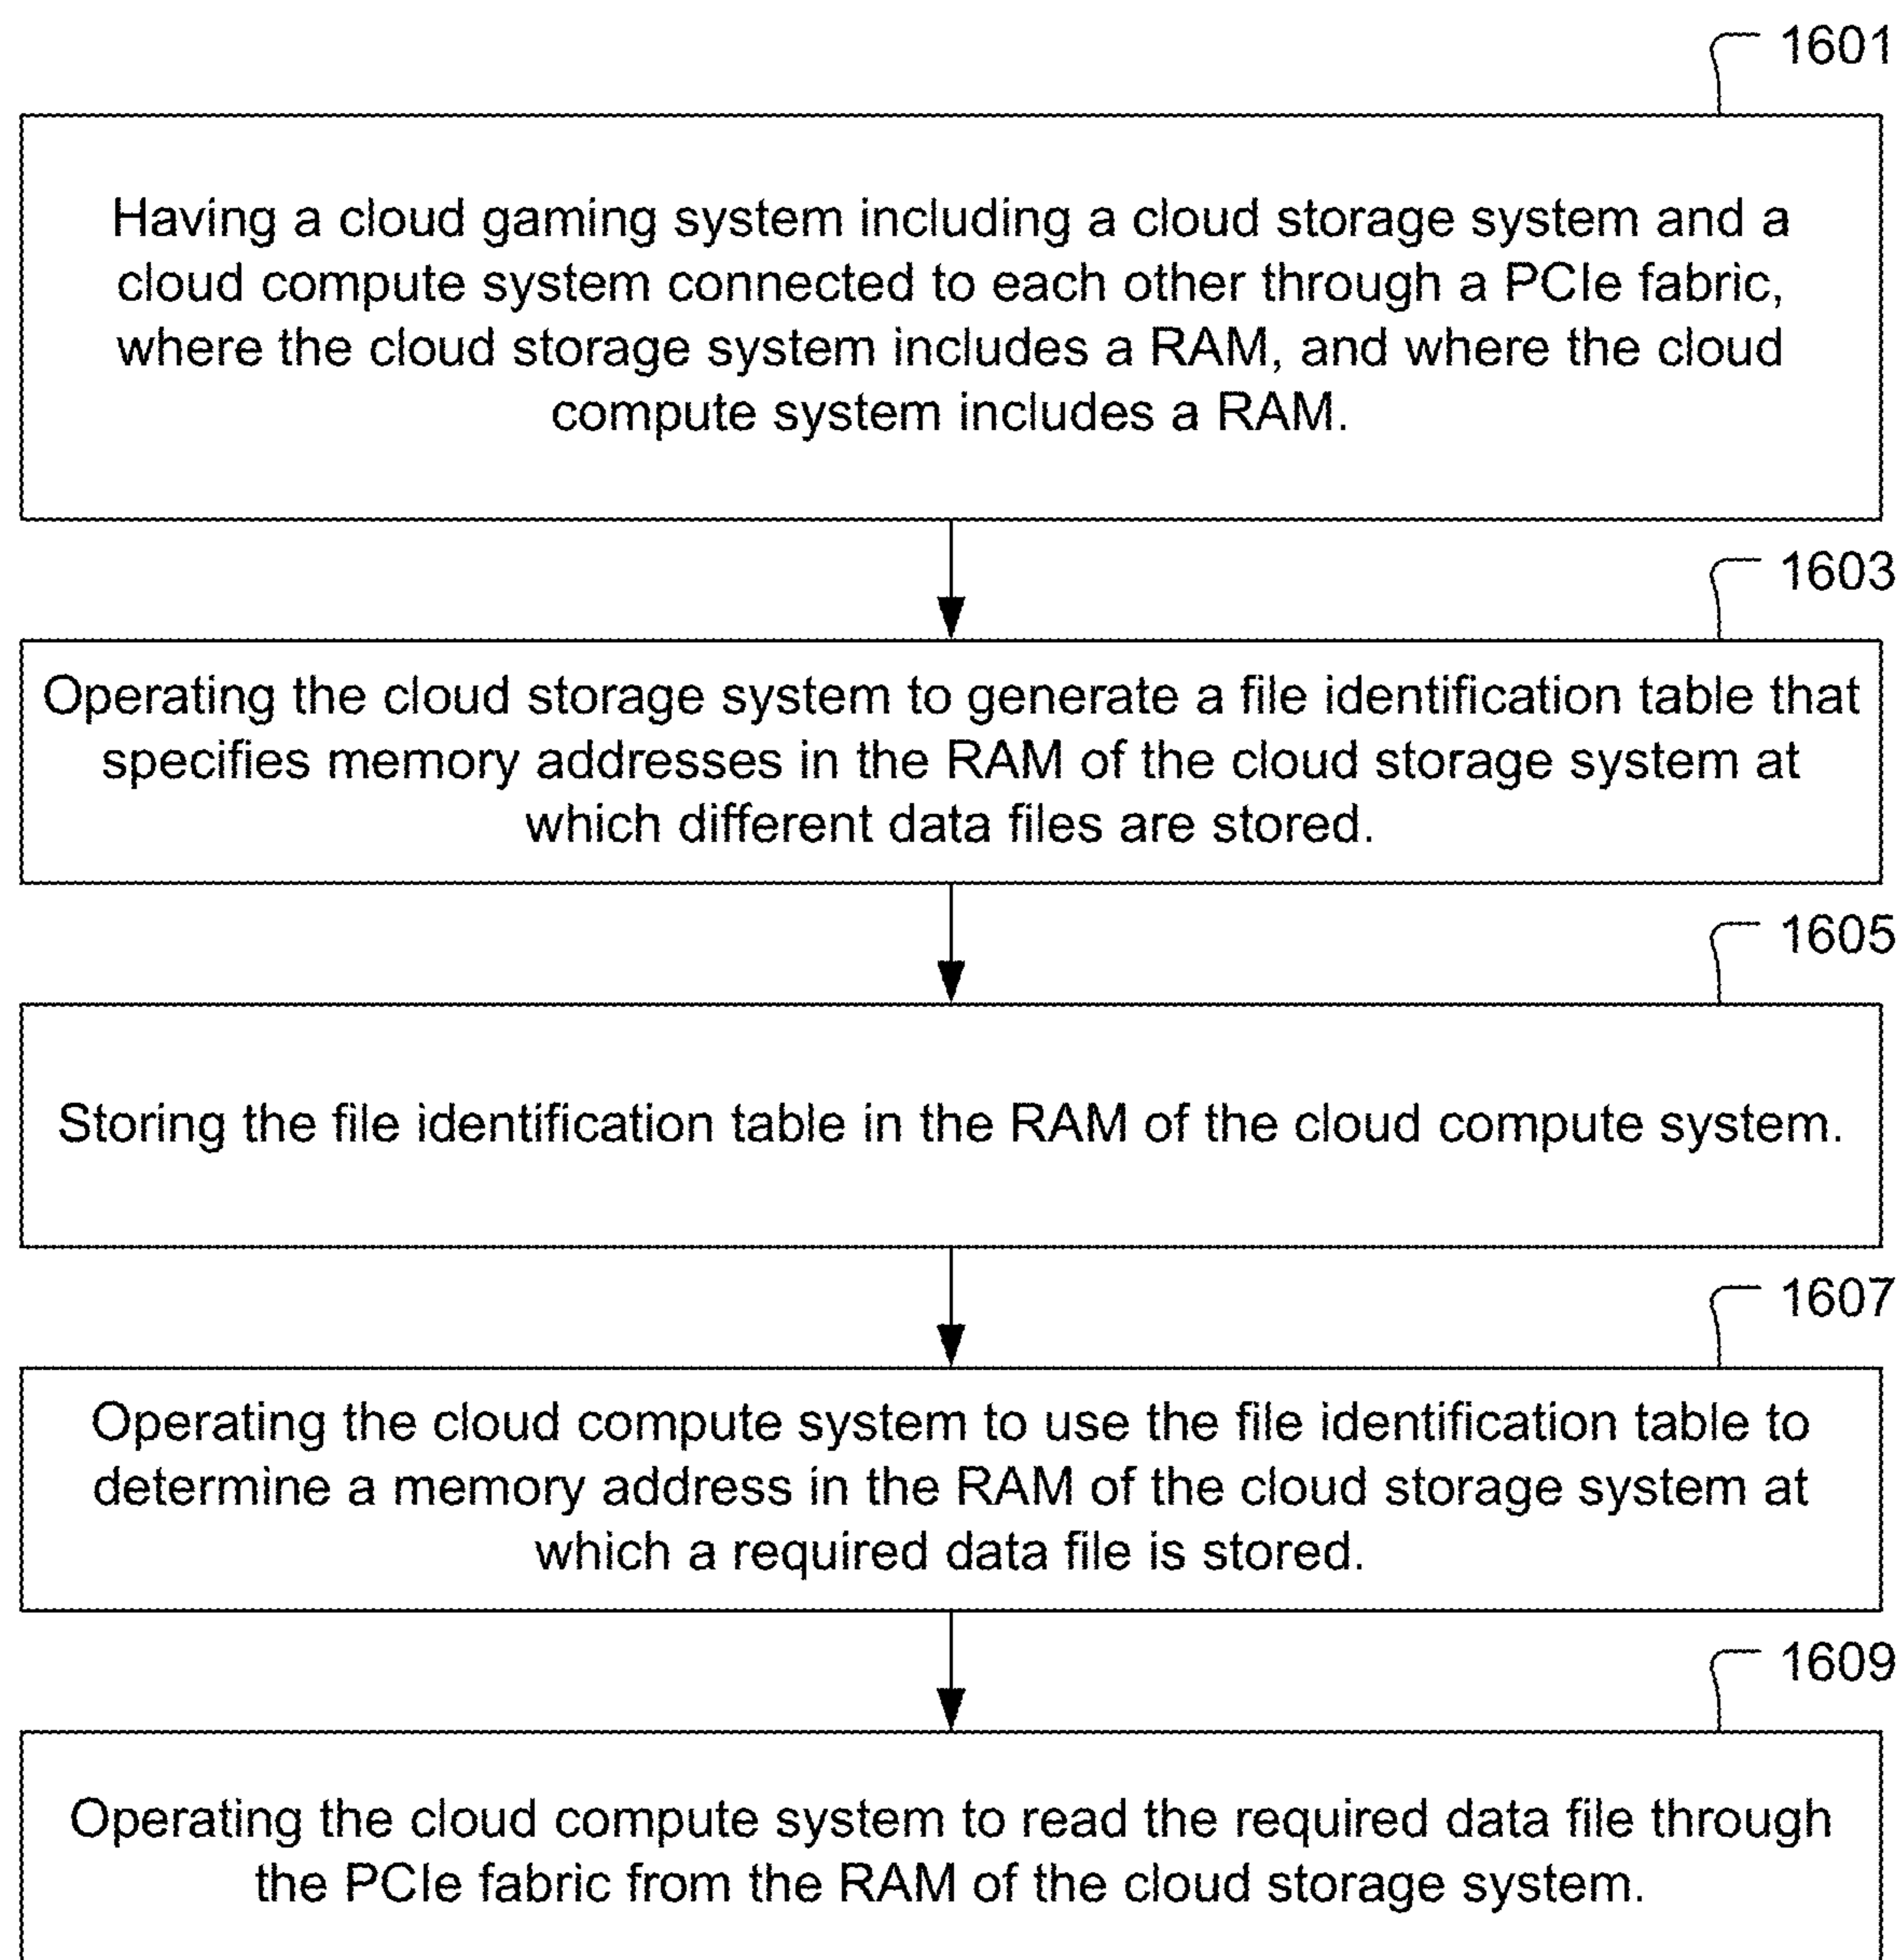 1601
Having a cloud gaming system including a cloud storage system and a
cloud compute system connected to each other through a PCIe fabric,
where the cloud storage system includes a RAM, and where the cloud
compute system includes a RAM.
1603
Operating the cloud storage system to generate a file identification table that
specifies memory addresses in the RAM of the cloud storage system at
which different data files are stored.
1605
Storing the file identification table in the RAM of the cloud compute system.
1607
Operating the cloud compute system to use the file identification table to
determine a memory address in the RAM of the cloud storage system at
which a required data file is stored.
1609
Operating the cloud compute system to read the required data file through
the PCIe fabric from the RAM of the cloud storage system.